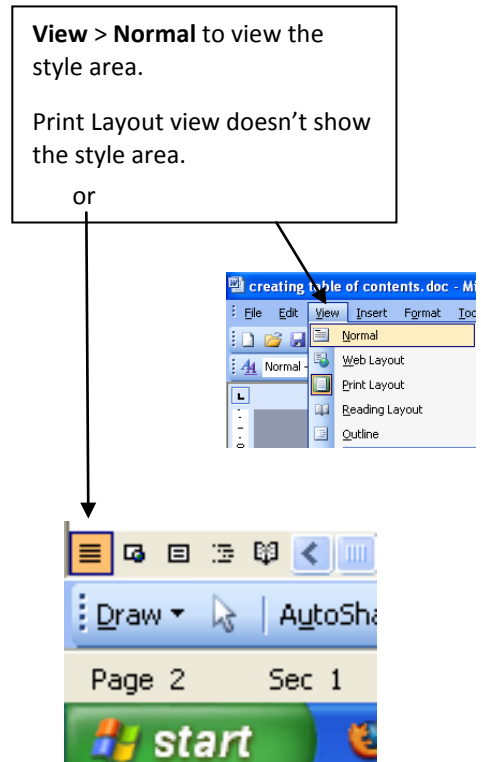 View > Normal to view the
style area.
Print Layout view doesn’t show
the style area.
or
creating table of contents.doc - Mi
File Edit View Insert Format Too
Normal
Normal
Web Layout
Print Layout
Reading Layout
Outline
Draw
AutoSha
Page 2 Sec 1
start